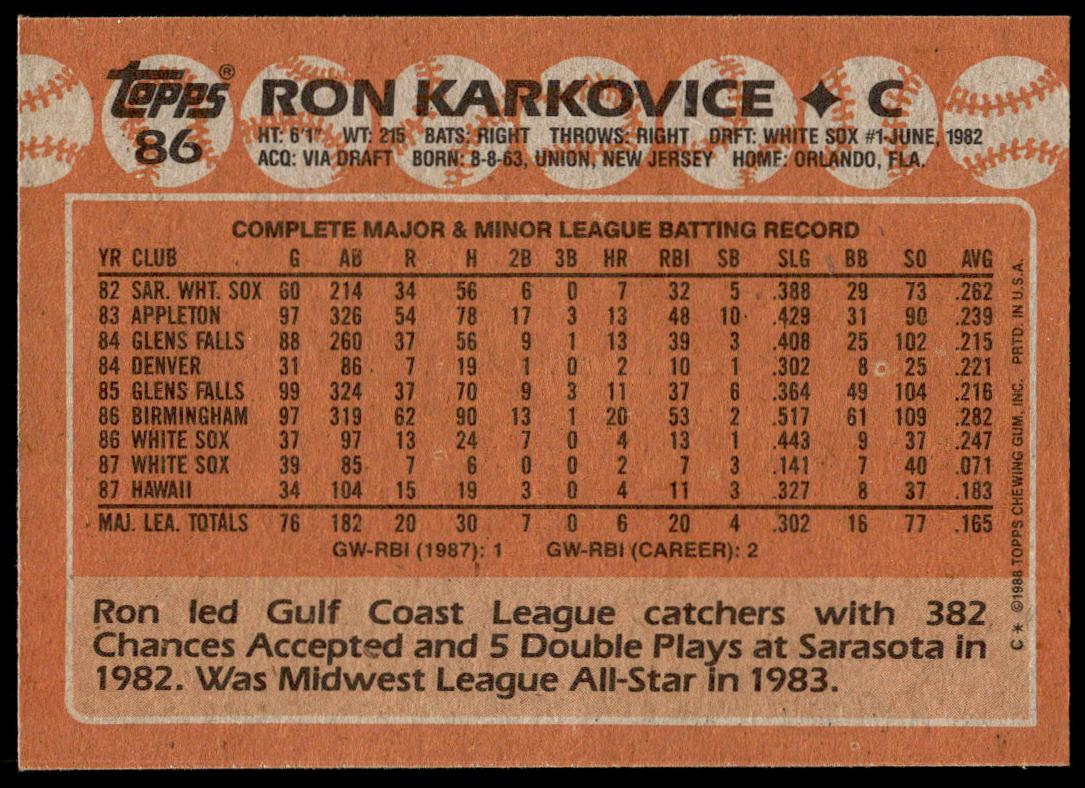 topps® RON KARKOVICE ♦ C
86 HT: 6'1" WT: 215 BATS: RIGHT THROWS: RIGHT DRFT: WHITE SOX #1-JUNE, 1982
ACQ: VIA DRAFT BORN: 8-8-63, UNION, NEW JERSEY HOME: ORLANDO, FLA.
COMPLETE MAJOR & MINOR LEAGUE BATTING RECORD
YR CLUB G AB R H 2B 3B HR RBI SB SLG BB SO AVG
82 SAR. WHT. SOX 60 214 34 56 6 0 7 32 5 .388 29 73 .262
83 APPLETON 97 326 54 78 17 3 13 48 10 .429 31 90 .239
84 GLENS FALLS 88 260 37 56 9 1 13 39 3 .408 25 102 .215
84 DENVER 31 86 7 19 1 0 2 10 1 .302 8 25 .221
85 GLENS FALLS 99 324 37 70 9 3 11 37 6 .364 49 104 .216
86 BIRMINGHAM 97 319 62 90 13 1 20 53 2 .517 61 109 .282
86 WHITE SOX 37 97 13 24 7 0 4 13 1 .443 9 37 .247
87 WHITE SOX 39 85 7 6 0 0 2 7 3 .141 7 40 .071
87 HAWAII 34 104 15 19 3 0 4 11 3 .327 8 37 .183
MAJ. LEA. TOTALS 76 182 20 30 7 0 6 20 4 .302 16 77 .165
GW-RBI (1987): 1 GW-RBI (CAREER): 2
Ron led Gulf Coast League catchers with 382
Chances Accepted and 5 Double Plays at Sarasota in
1982. Was Midwest League All-Star in 1983.
C* ©1988 TOPPS CHEWING GUM, INC. PRTD. IN U.S.A.